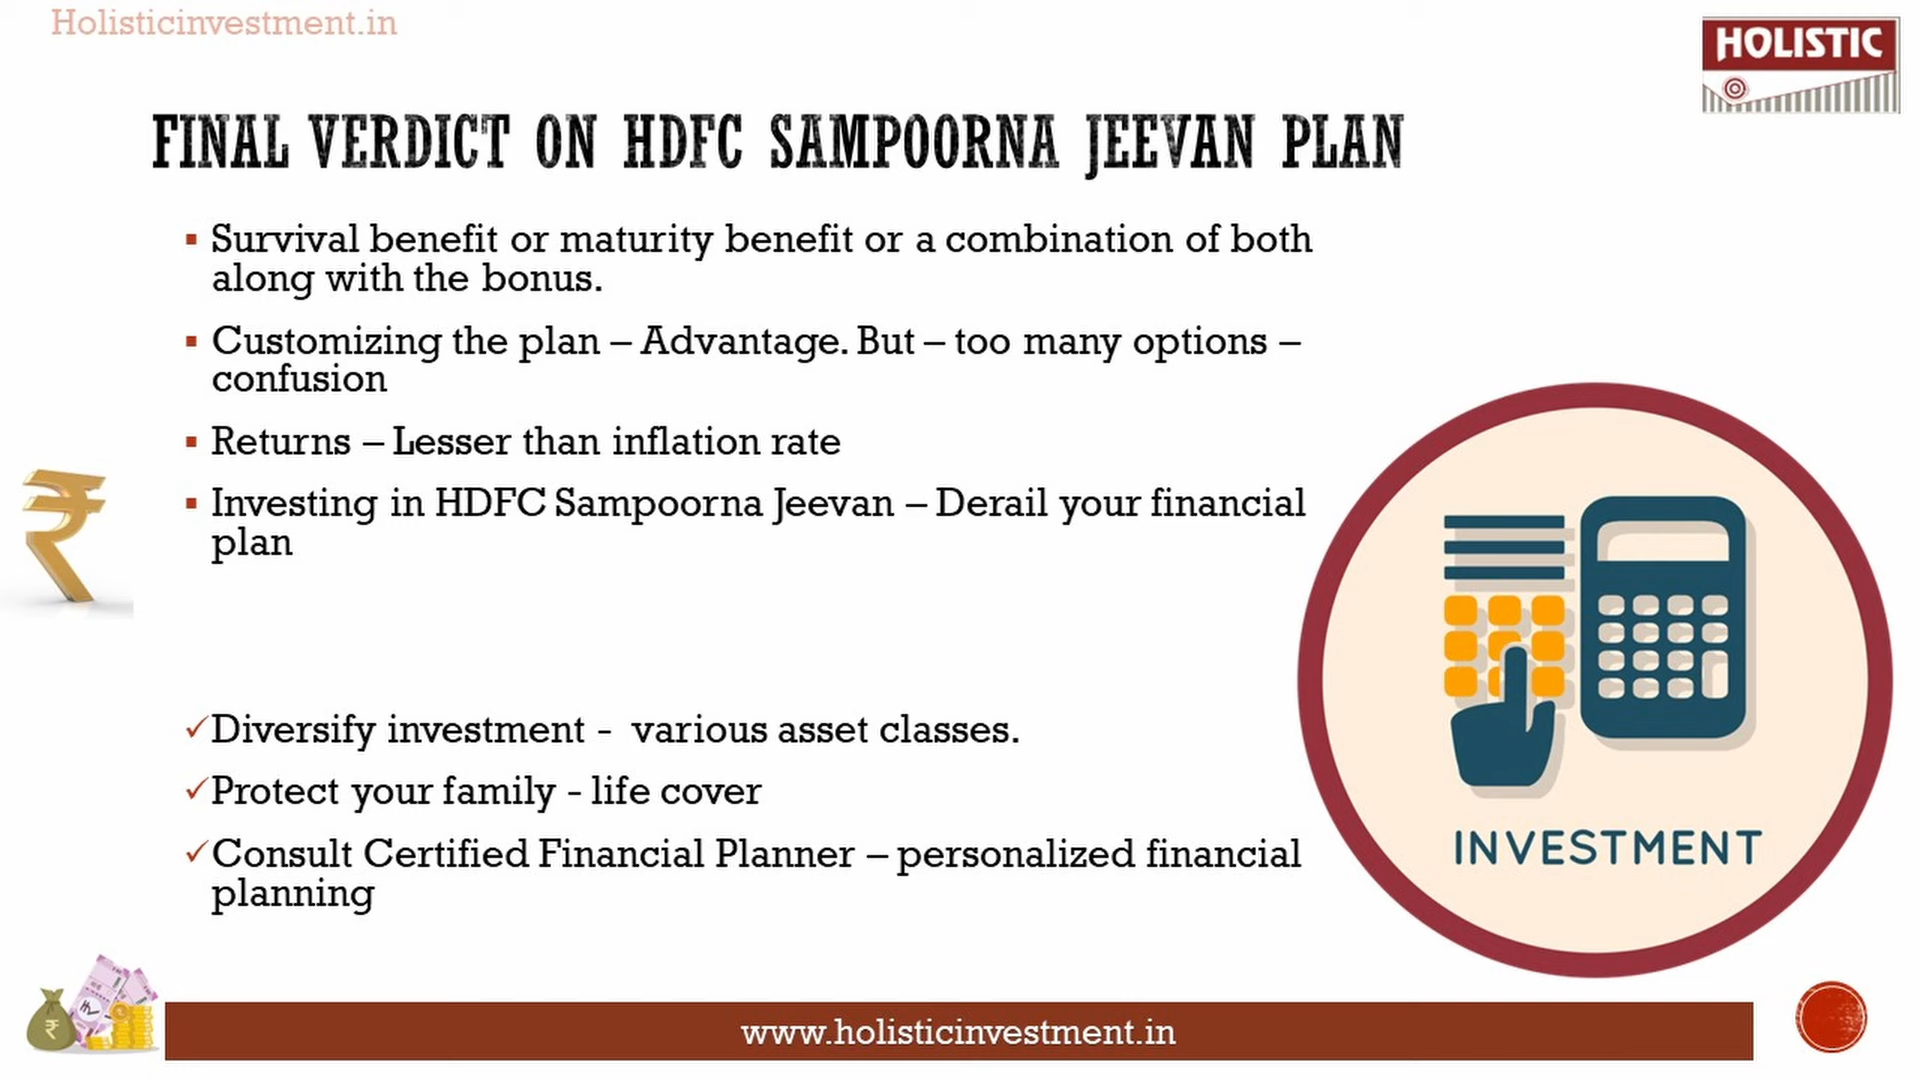 Holisticinvestment.in
HOLISTIC
FINAL VERDICT ON HDFC SAMPOORNA JEEVAN PLAN
▪ Survival benefit or maturity benefit or a combination of both
along with the bonus.
▪ Customizing the plan – Advantage. But – too many options –
confusion
▪ Returns – Lesser than inflation rate
▪ Investing in HDFC Sampoorna Jeevan – Derail your financial
plan
✓Diversify investment - various asset classes.
✓Protect your family - life cover
✓Consult Certified Financial Planner – personalized financial
planning
INVESTMENT
www.holisticinvestment.in